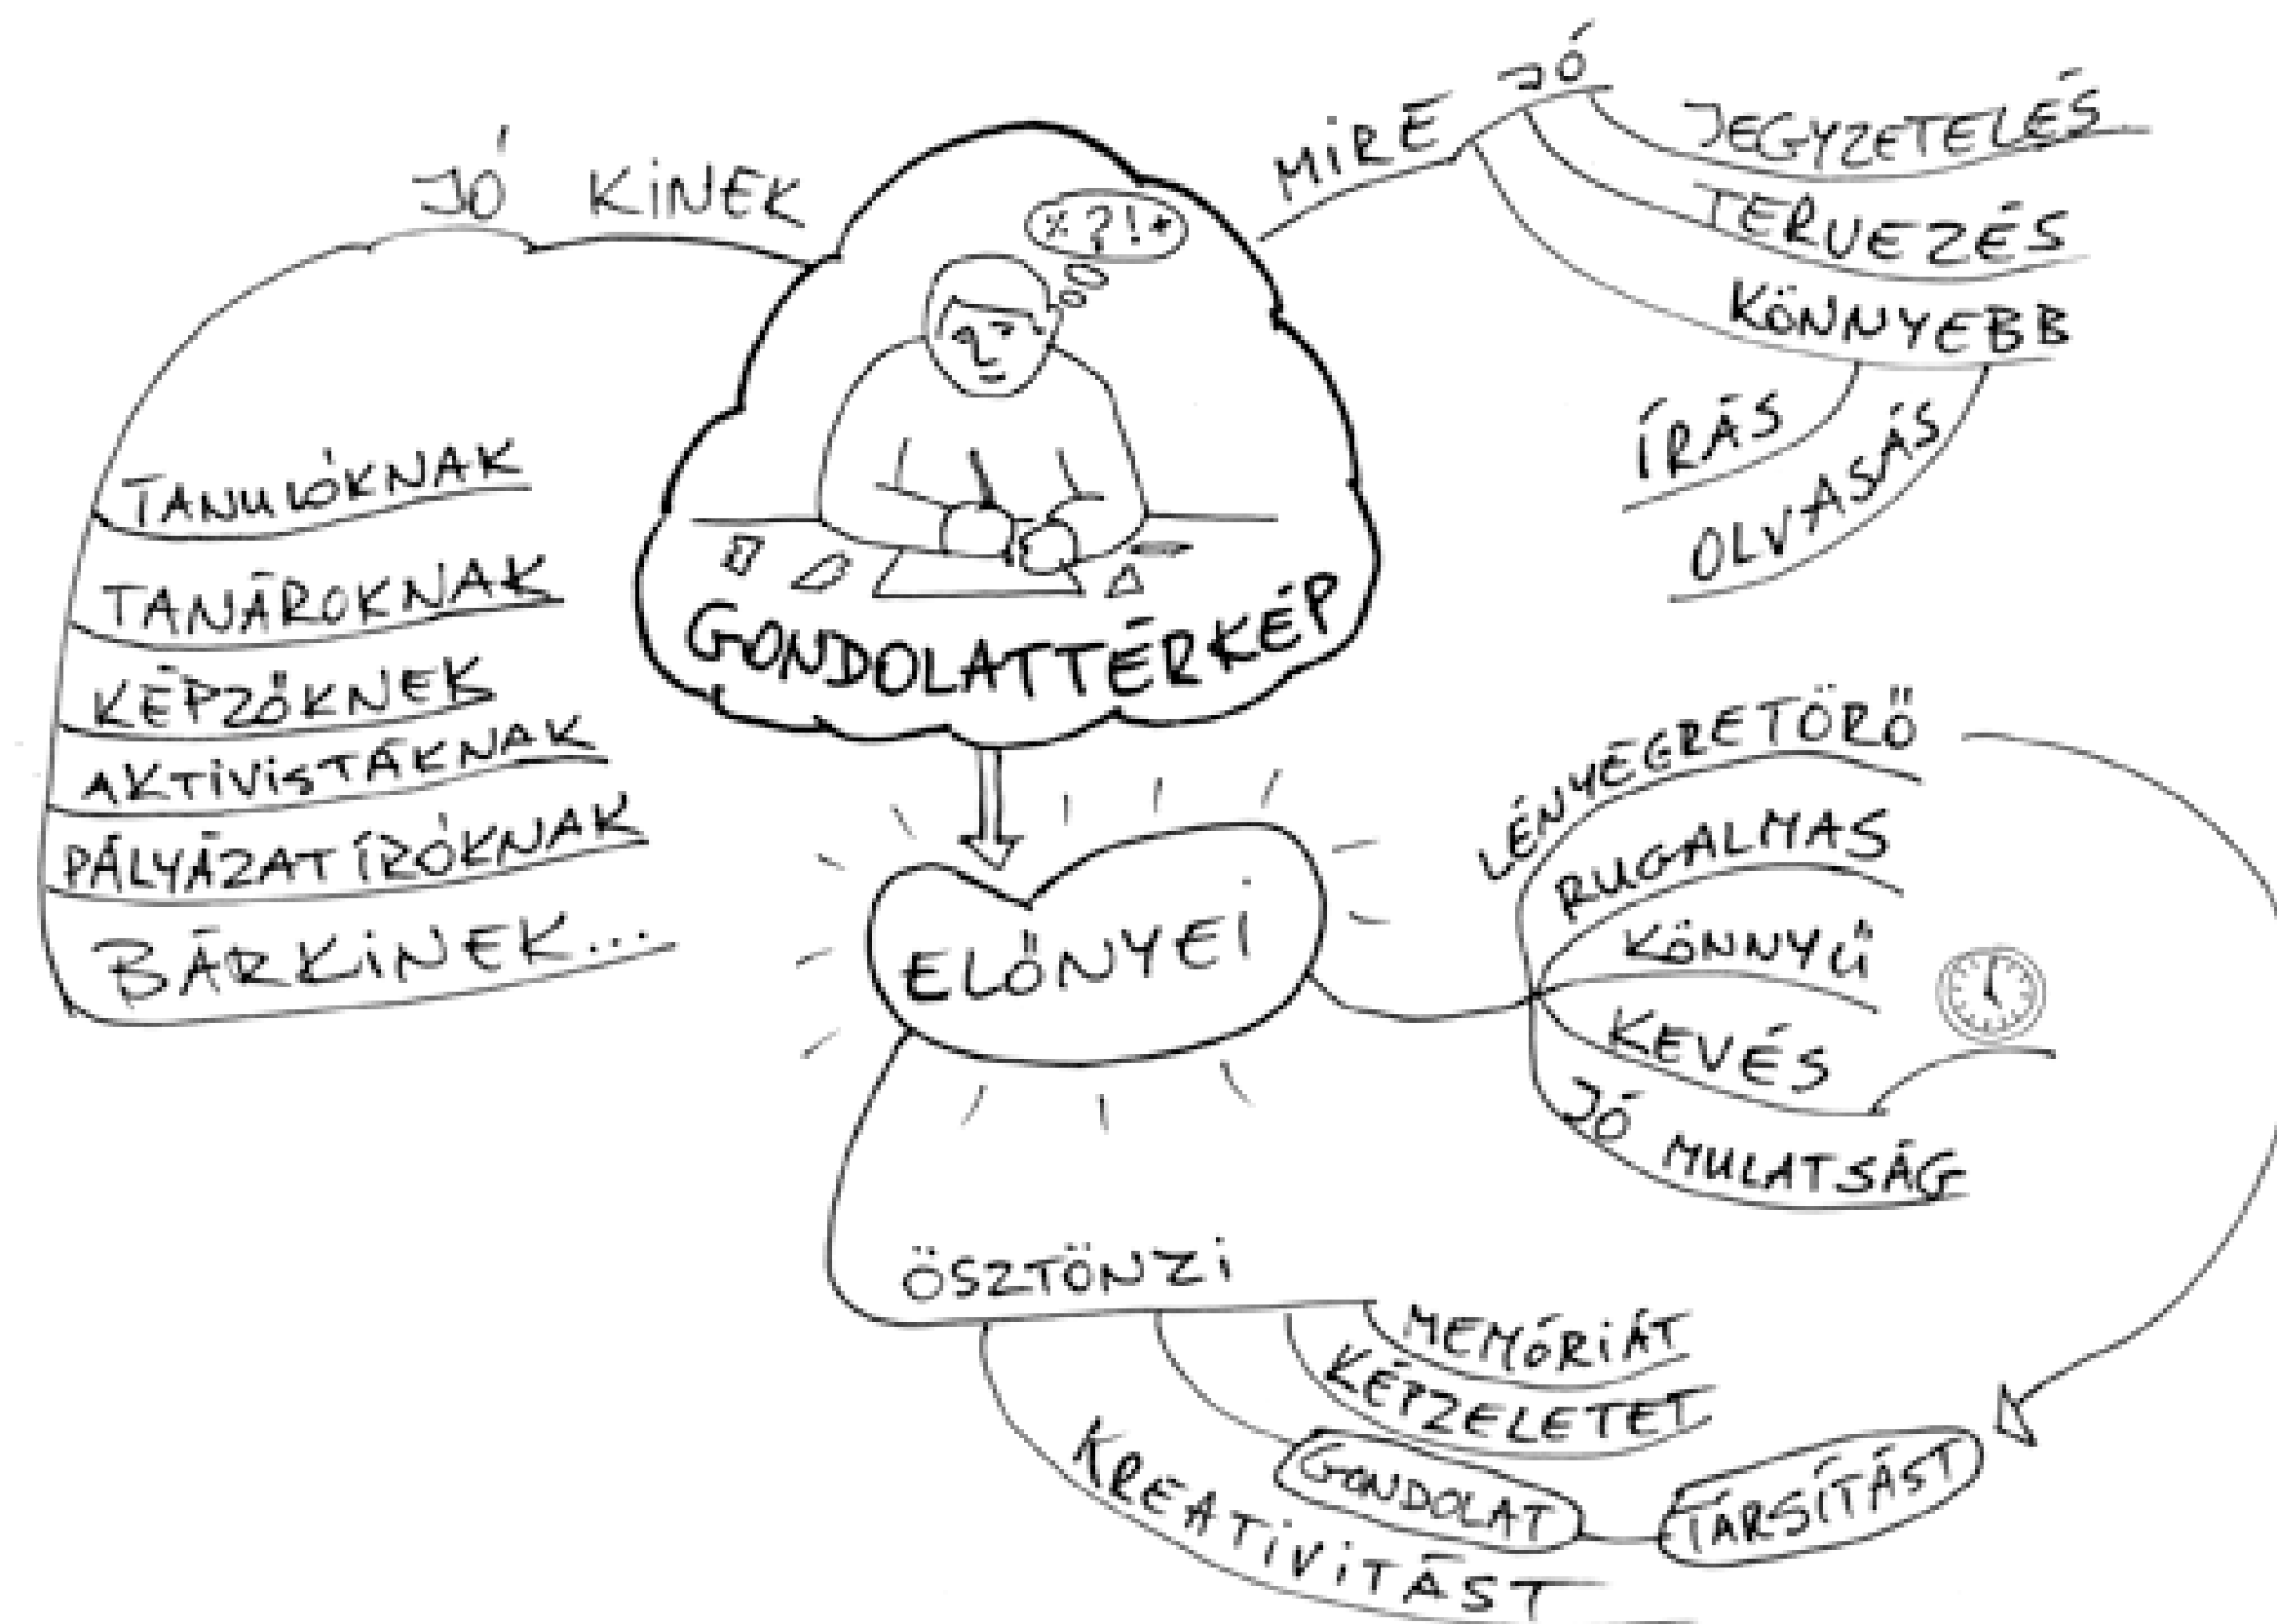 JÓ KINEK
TANULÓKNAK
TANÁROKNAK
KÉPZŐKNEK
AKTIVISTÁKNAK
PÁLYÁZATÍRÓKNAK
BÁRKINEK...
x?!*
GONDOLATTÉRKÉP
MIRE JÓ
JEGYZETELÉS
TERVEZÉS
KÖNNYEBB
ÍRÁS
OLVASÁS
ELŐNYEI
LÉNYEGRETÖRŐ
RUGALMAS
KÖNNYŰ
KEVÉS
JÓ MULATSÁG
ÖSZTÖNZI
MEMÓRIÁT
KÉPZELETET
GONDOLAT TÁRSÍTÁST
KREATIVITÁST